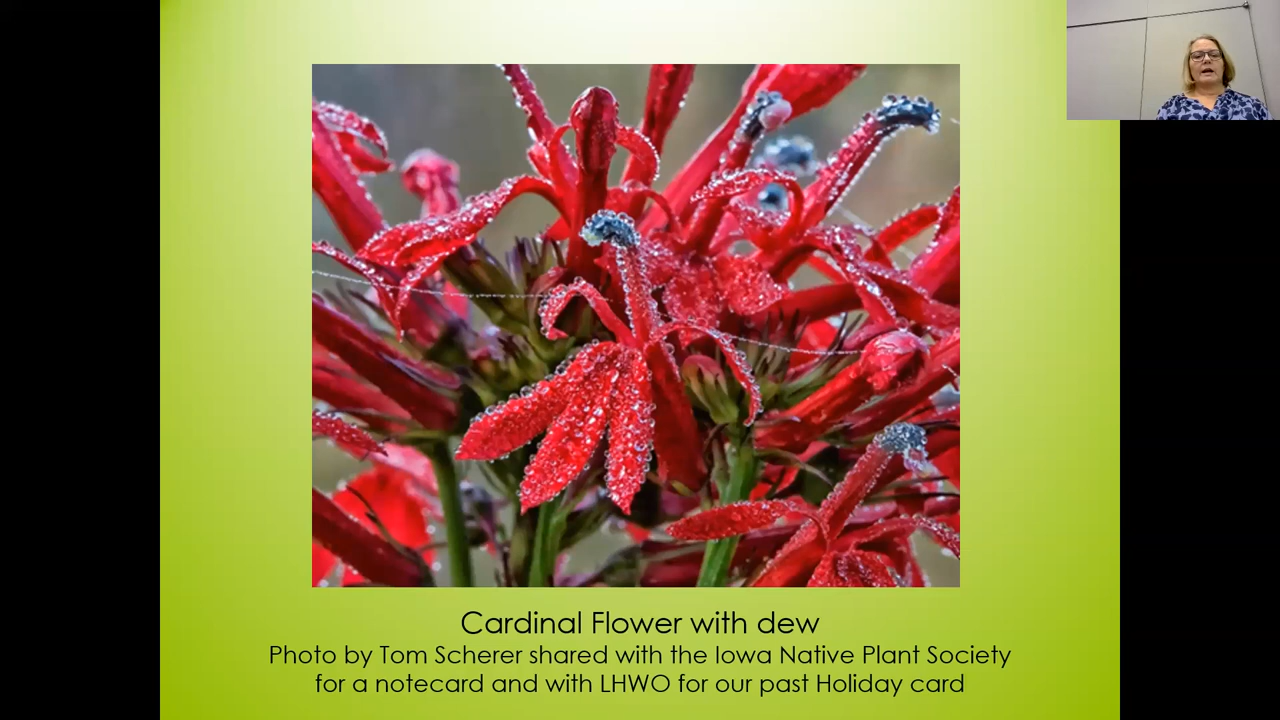 Cardinal Flower with dew
Photo by Tom Scherer shared with the Iowa Native Plant Society
for a notecard and with LHWO for our past Holiday card